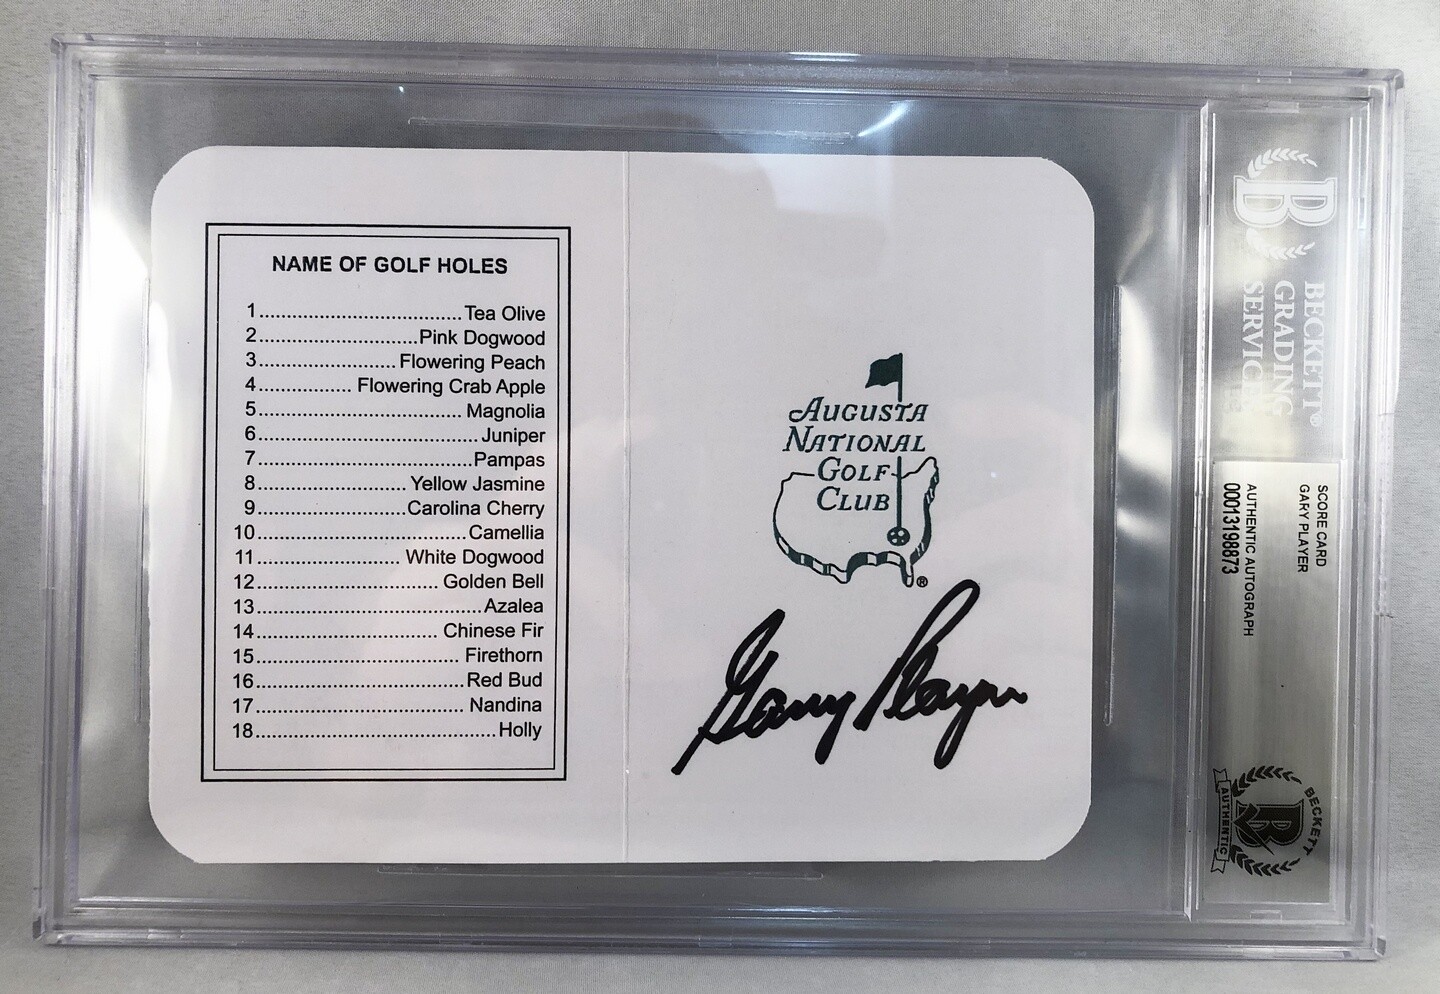 NAME OF GOLF HOLES
1....................................Tea Olive
2............................Pink Dogwood
3........................Flowering Peach
4................ Flowering Crab Apple
5.................................... Magnolia
6.......................................Juniper
7......................................Pampas
8.......................... Yellow Jasmine
9..........................Carolina Cherry
10.....................................Camellia
11......................... White Dogwood
12................................ Golden Bell
13........................................Azalea
14................................ Chinese Fir
15.................................... Firethorn
16.....................................Red Bud
17..................................... Nandina
18...........................................Holly
AUGUSTA
NATIONAL
GOLF
CLUB
®
Gary Player
B
BECKETT®
GRADING
SERVICES
SCORE CARD
GARY PLAYER
AUTHENTIC AUTOGRAPH
00013198873
BECKETT
B
AUTHENTIC